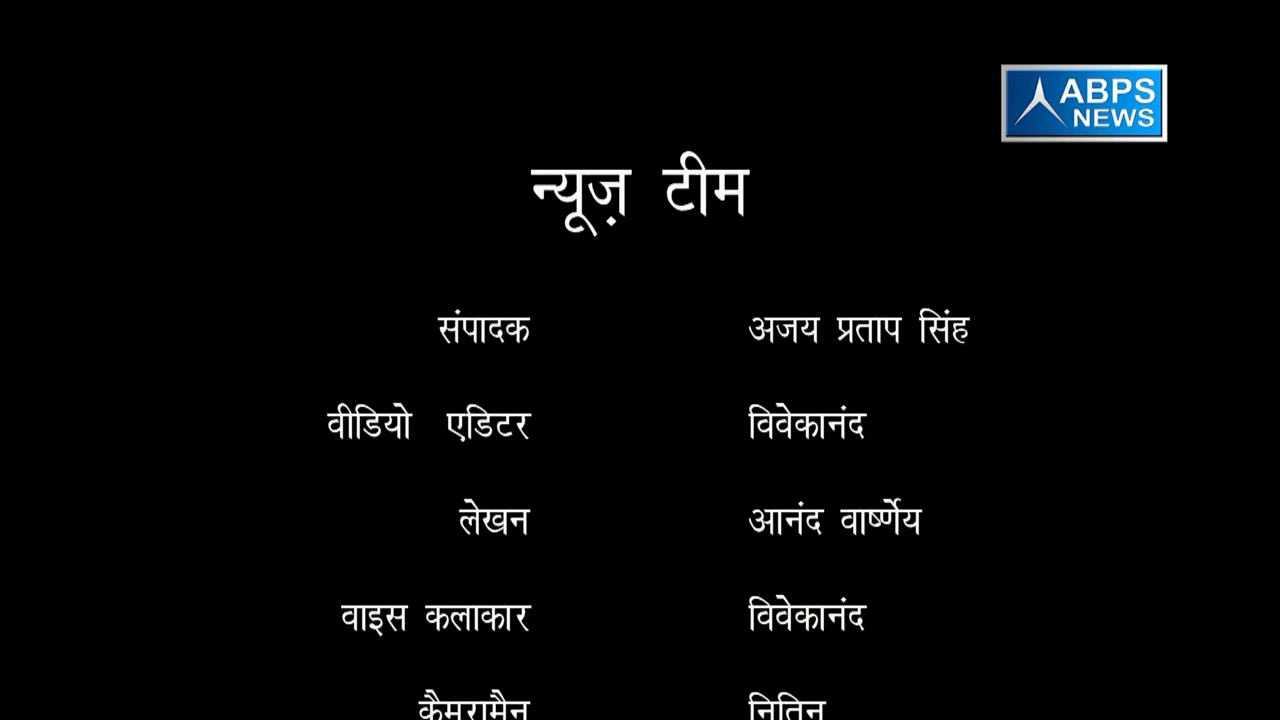 ABPS
NEWS
न्यूज़ टीम
संपादक अजय प्रताप सिंह
वीडियो एडिटर विवेकानंद
लेखन आनंद वार्ष्णेय
वाइस कलाकार विवेकानंद
कैमरामैन नितिन